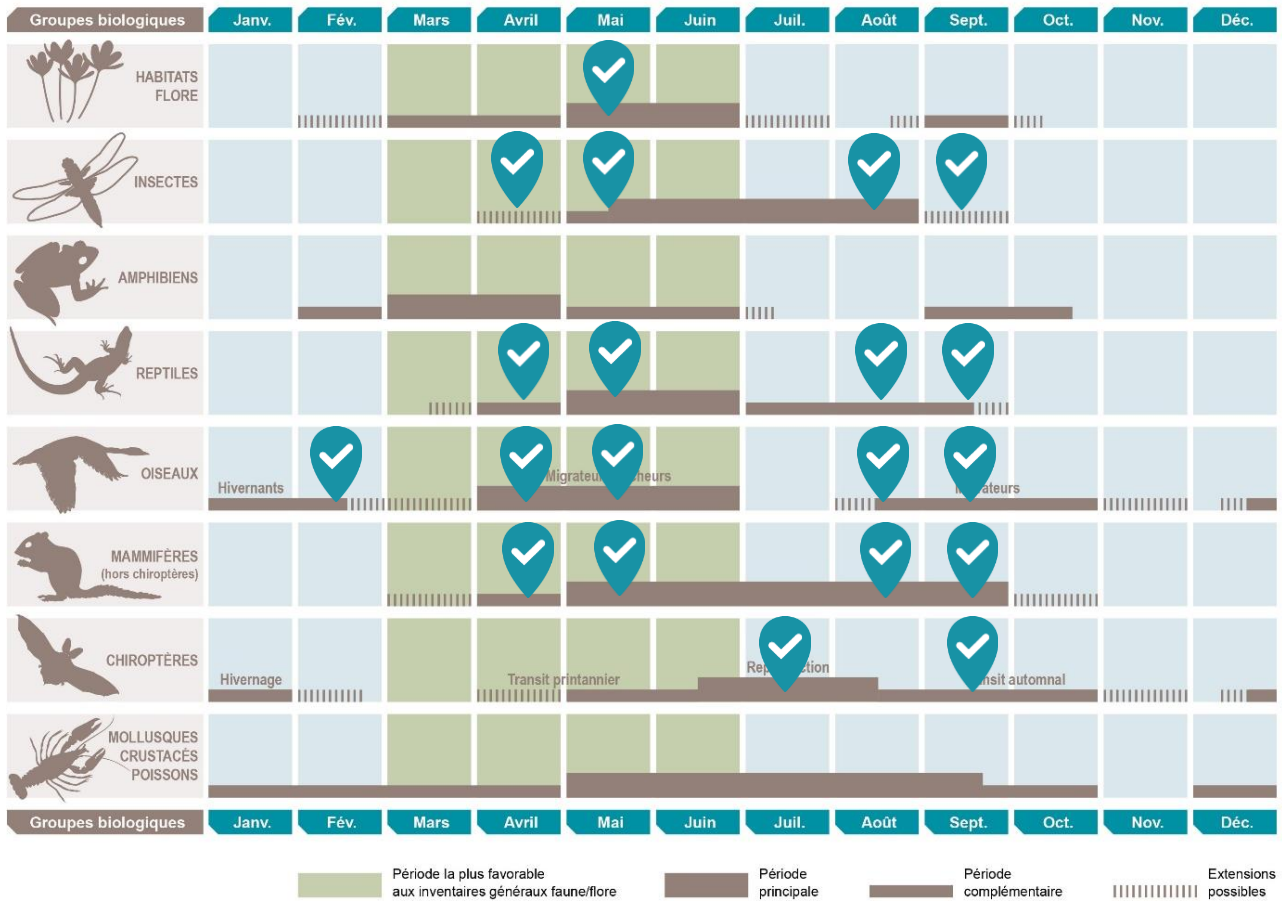 Groupes biologiques Janv. Fév. Mars Avril Mai Juin Juil. Août Sept. Oct. Nov. Déc.
HABITATS
FLORE
INSECTES
AMPHIBIENS
REPTILES
OISEAUX
Hivernants
MAMMIFÈRES
(hors chiroptères)
CHIROPTÈRES
Hivernage Transit printannier automnal
MOLLUSQUES
CRUSTACÉS
POISSONS
Groupes biologiques Janv. Fév. Mars Avril Mai Juin Juil. Août Sept. Oct. Nov. Déc.
Période la plus favorable
aux inventaires généraux faune/flore
Période
principale
Période
complémentaire
Extensions
possibles